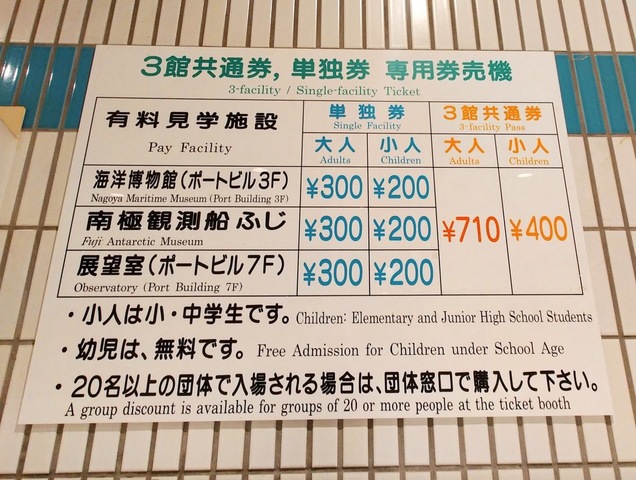 3館共通券, 単独券 専用券売機
3-facility / Single-facility Ticket
有料見学施設
Pay Facility
単独券
Single Facility
3館共通券
3-facility Pass
大人
Adults
小人
Children
大人
Adults
小人
Children
海洋博物館(ポートビル3F)
Nagoya Maritime Museum (Port Building 3F)
¥300
¥200
南極観測船ふじ
Fuji Antarctic Museum
¥300
¥200
¥710
¥400
展望室(ポートビル7F)
Observatory (Port Building 7F)
¥300
¥200
・小人は小・中学生です。Children: Elementary and Junior High School Students
・幼児は、無料です。Free Admission for Children under School Age
・20名以上の団体で入場される場合は、団体窓口で購入して下さい。
A group discount is available for groups of 20 or more people at the ticket booth